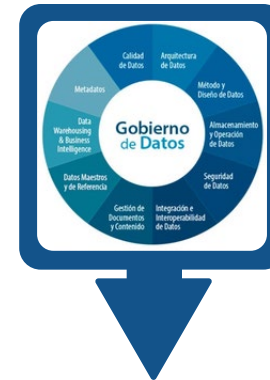 Calidad
de Datos
Arquitectura
de Datos
Método y
Diseño de Datos
Almacenamiento
y Operación
de Datos
Seguridad
de Datos
Integración e
Interoperabilidad
de Datos
Gestión de
Documentos
y Contenido
Datos Maestros
y de Referencia
Data
Warehousing
& Business
Intelligence
Metadatos
Gobierno
de Datos